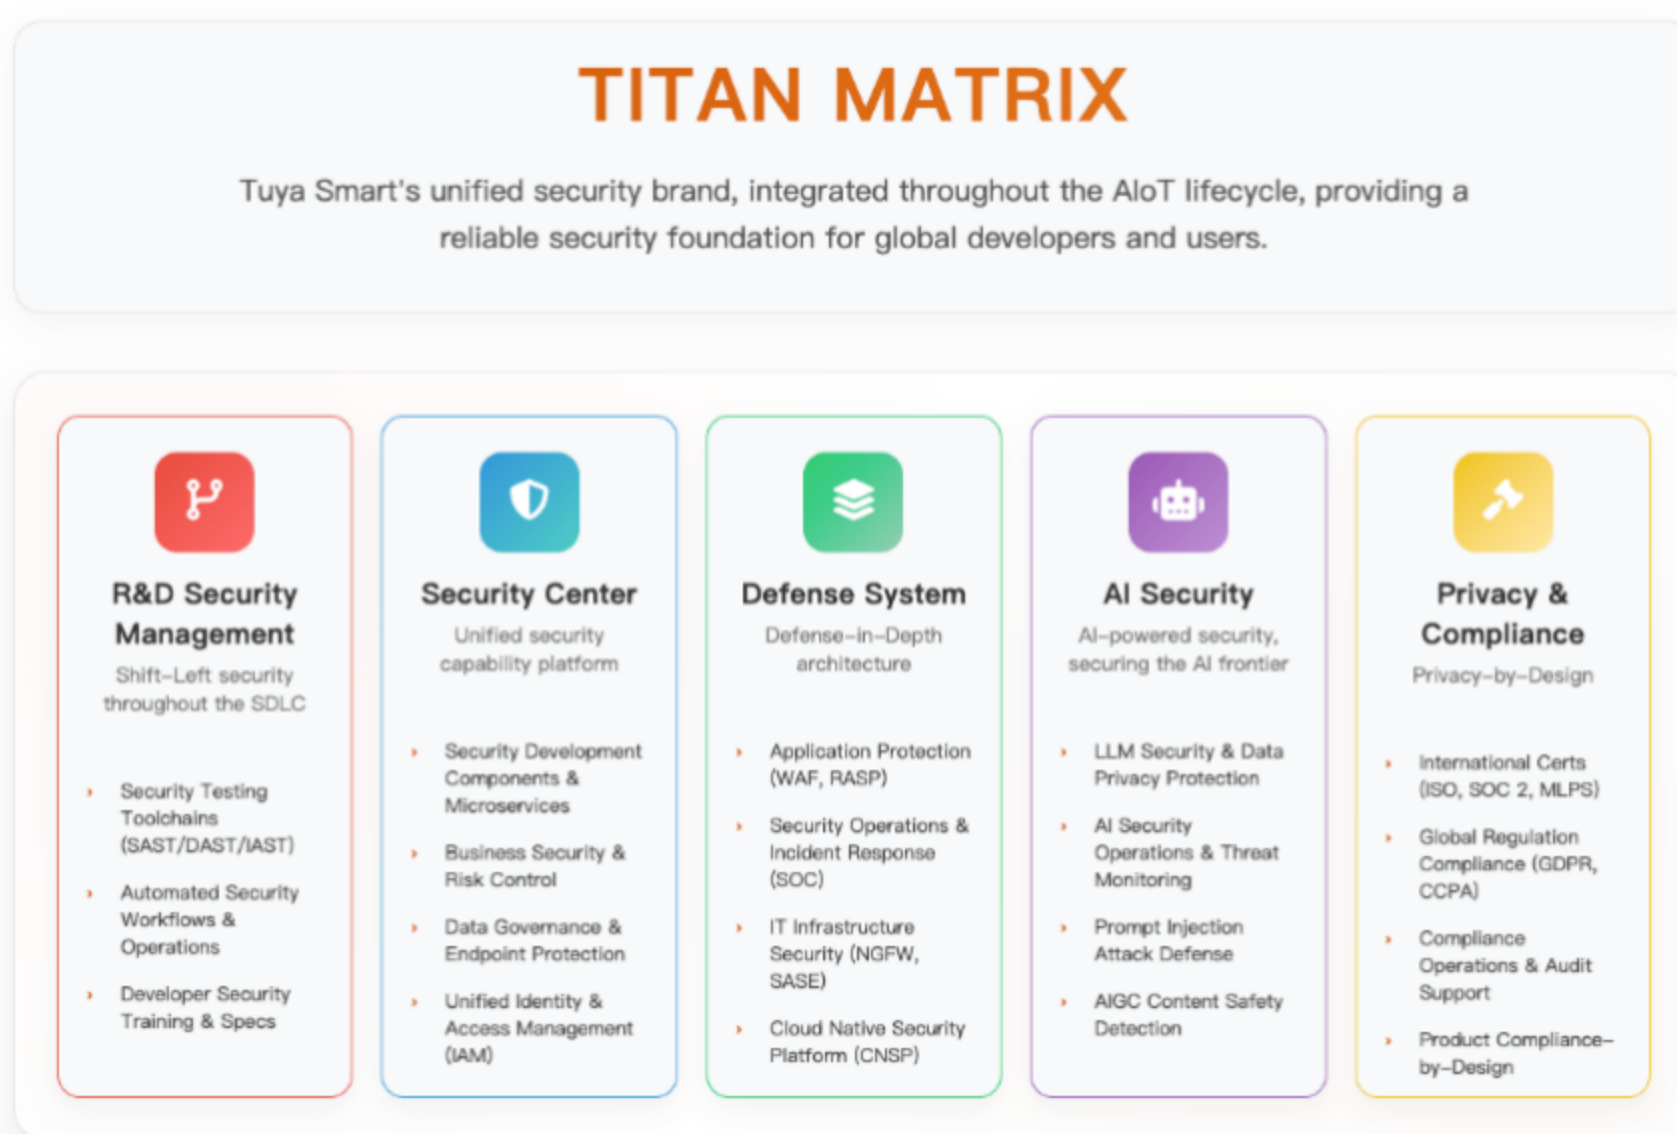 TITAN MATRIX
Tuya Smart's unified security brand, integrated throughout the AIoT lifecycle, providing a
reliable security foundation for global developers and users.
R&D Security
Management
Shift-Left security
throughout the SDLC
Security Testing
Toolchains
(SAST/DAST/IAST)
Automated Security
Workflows &
Operations
Developer Security
Training & Specs
Security Center
Unified security
capability platform
Security Development
Components &
Microservices
Business Security &
Risk Control
Data Governance &
Endpoint Protection
Unified Identity &
Access Management
(IAM)
Defense System
Defense-in-Depth
architecture
Application Protection
(WAF, RASP)
Security Operations &
Incident Response
(SOC)
IT Infrastructure
Security (NGFW,
SASE)
Cloud Native Security
Platform (CNSP)
AI Security
AI-powered security,
securing the AI frontier
LLM Security & Data
Privacy Protection
AI Security
Operations & Threat
Monitoring
Prompt Injection
Attack Defense
AIGC Content Safety
Detection
Privacy &
Compliance
Privacy-by-Design
International Certs
(ISO, SOC 2, MLPS)
Global Regulation
Compliance (GDPR,
CCPA)
Compliance
Operations & Audit
Support
Product Compliance-
by-Design